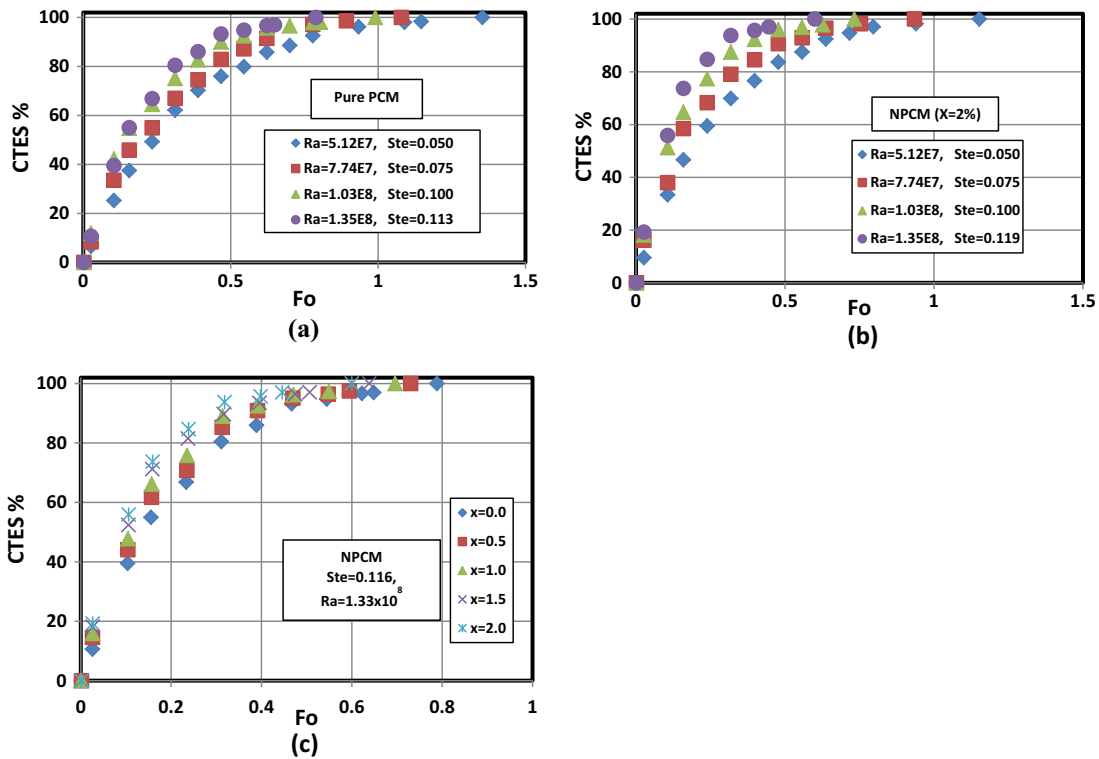 CTES %
100
80
60
40
20
0
Pure PCM
Ra=5.12E7, Ste=0.050
Ra=7.74E7, Ste=0.075
Ra=1.03E8, Ste=0.100
Ra=1.35E8, Ste=0.113
0 0.5 1 1.5
Fo
(a)
CTES %
100
80
60
40
20
0
NPCM (X=2%)
Ra=5.12E7, Ste=0.050
Ra=7.74E7, Ste=0.075
Ra=1.03E8, Ste=0.100
Ra=1.35E8, Ste=0.119
0 0.5 1 1.5
Fo
(b)
CTES %
100
80
60
40
20
0
NPCM
Ste=0.116,
Ra=1.33x10^8
x=0.0
x=0.5
x=1.0
x=1.5
x=2.0
0 0.2 0.4 0.6 0.8 1
Fo
(c)